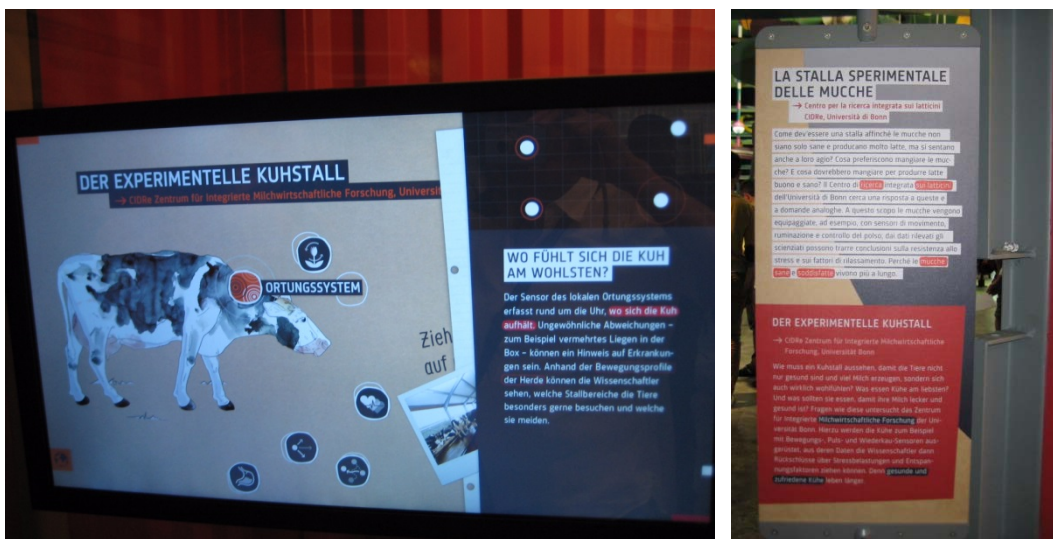 DER EXPERIMENTELLE KUHSTALL
→ CIDRe Zentrum für Integrierte Milchwirtschaftliche Forschung, Universit
ORTUNGSSYSTEM
Zieh
auf
WO FÜHLT SICH DIE KUH
AM WOHLSTEN?
Der Sensor des lokalen Ortungssystems
erfasst rund um die Uhr, wo sich die Kuh
aufhält. Ungewöhnliche Abweichungen –
zum Beispiel vermehrtes Liegen in der
Box – können ein Hinweis auf Erkrankun-
gen sein. Anhand der Bewegungsprofile
der Herde können die Wissenschaftler
sehen, welche Stallbereiche die Tiere
besonders gerne besuchen und welche
sie meiden.
LA STALLA SPERIMENTALE
DELLE MUCCHE
→ Centro per la ricerca integrata sui latticini
CIDRe, Università di Bonn
Come dev'essere una stalla affinché le mucche non
siano solo sane e producano molto latte, ma si sentano
anche a loro agio? Cosa preferiscono mangiare le muc-
che? E cosa dovrebbero mangiare per produrre latte
buono e sano? Il Centro di ricerca integrata sui latticini
dell'Università di Bonn cerca una risposta a queste e
a domande analoghe. A questo scopo le mucche vengono
equipaggiate, ad esempio, con sensori di movimento,
ruminazione e controllo del polso; dai dati rilevati gli
scienziati possono trarre conclusioni sulla resistenza allo
stress e sui fattori di rilassamento. Perché le mucche
sane e soddisfatte vivono più a lungo.
DER EXPERIMENTELLE KUHSTALL
→ CIDRe Zentrum für Integrierte Milchwirtschaftliche
Forschung, Universität Bonn
Wie muss ein Kuhstall aussehen, damit die Tiere nicht
nur gesund sind und viel Milch erzeugen, sondern sich
auch wirklich wohlfühlen? Was essen Kühe am liebsten?
Und was sollten sie essen, damit ihre Milch lecker und
gesund ist? Fragen wie diese untersucht das Zentrum
für Integrierte Milchwirtschaftliche Forschung der Uni-
versität Bonn. Hierzu werden die Kühe zum Beispiel
mit Bewegungs-, Puls- und Wiederkau-Sensoren aus-
gerüstet, aus deren Daten die Wissenschaftler dann
Rückschlüsse über Stressbelastungen und Entspan-
nungsfaktoren ziehen können. Denn gesunde und
zufriedene Kühe leben länger.